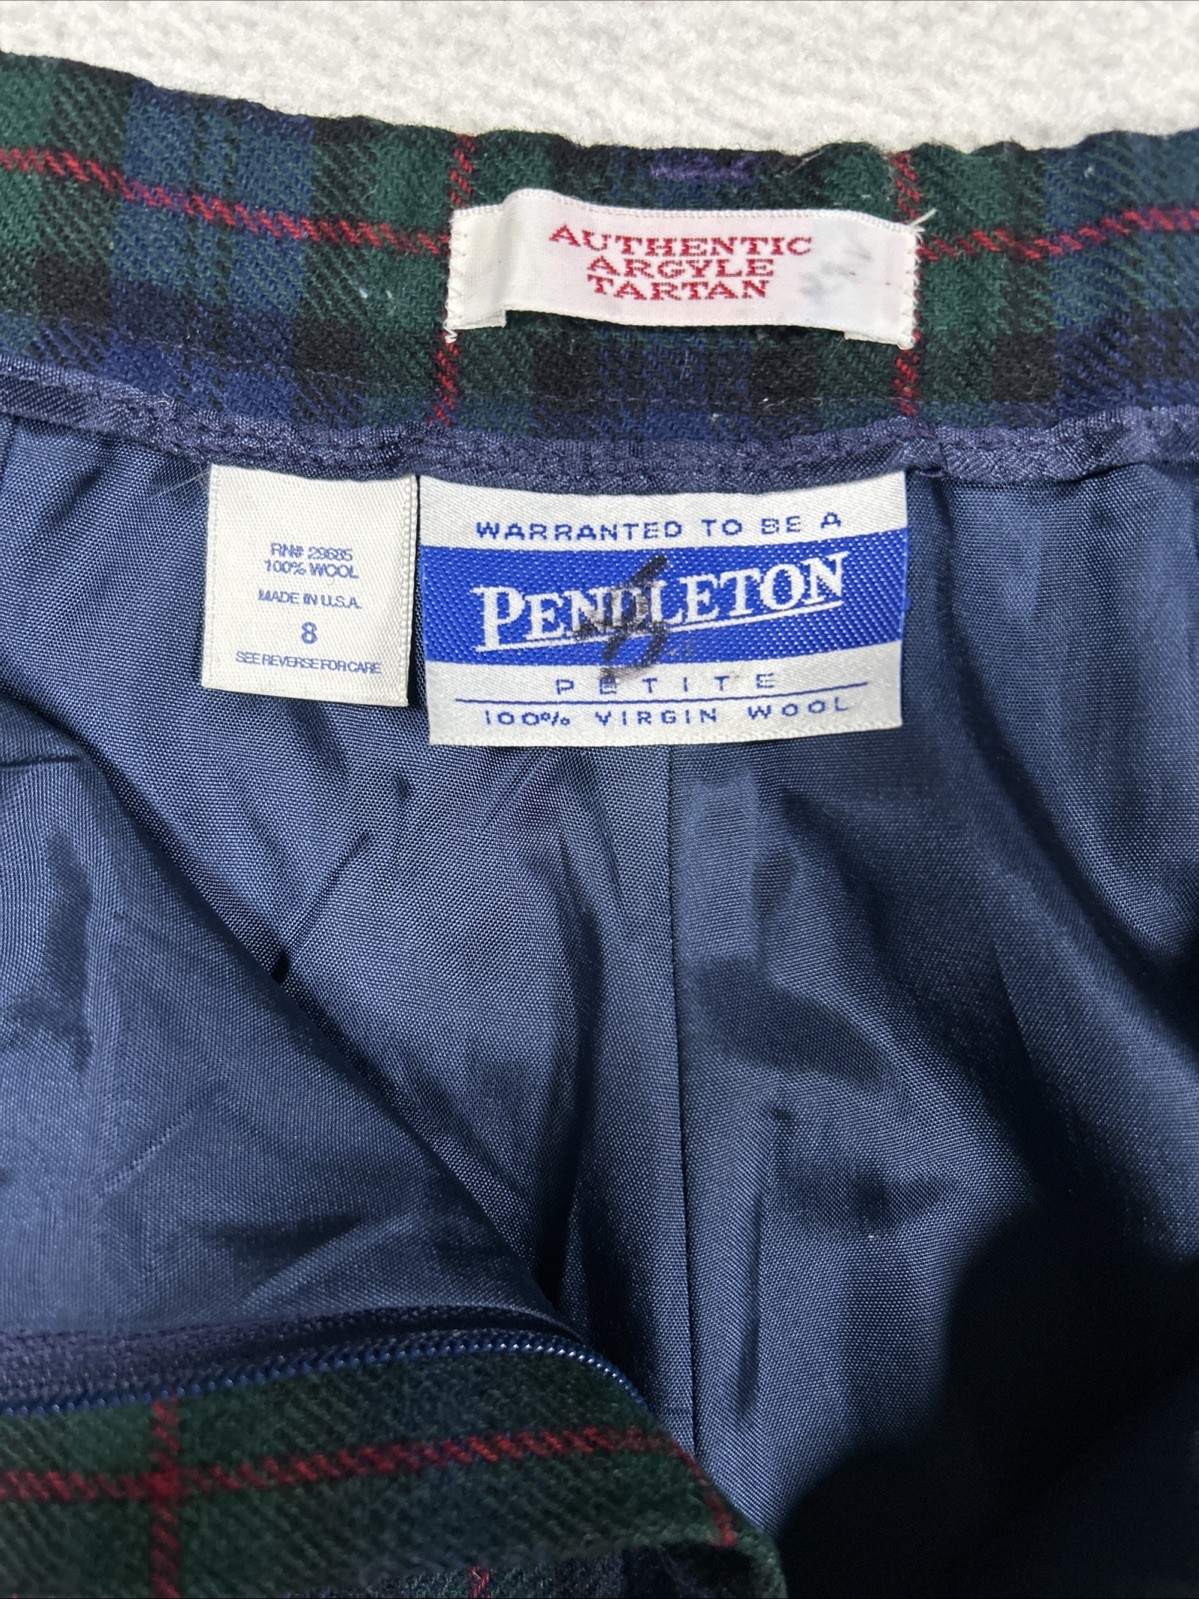 AUTHENTIC
ARGYLE
TARTAN
RN# 29685
100% WOOL
MADE IN U.S.A.
8
SEE REVERSE FOR CARE
WARRANTED TO BE A
PENDLETON
PETITE
100% VIRGIN WOOL